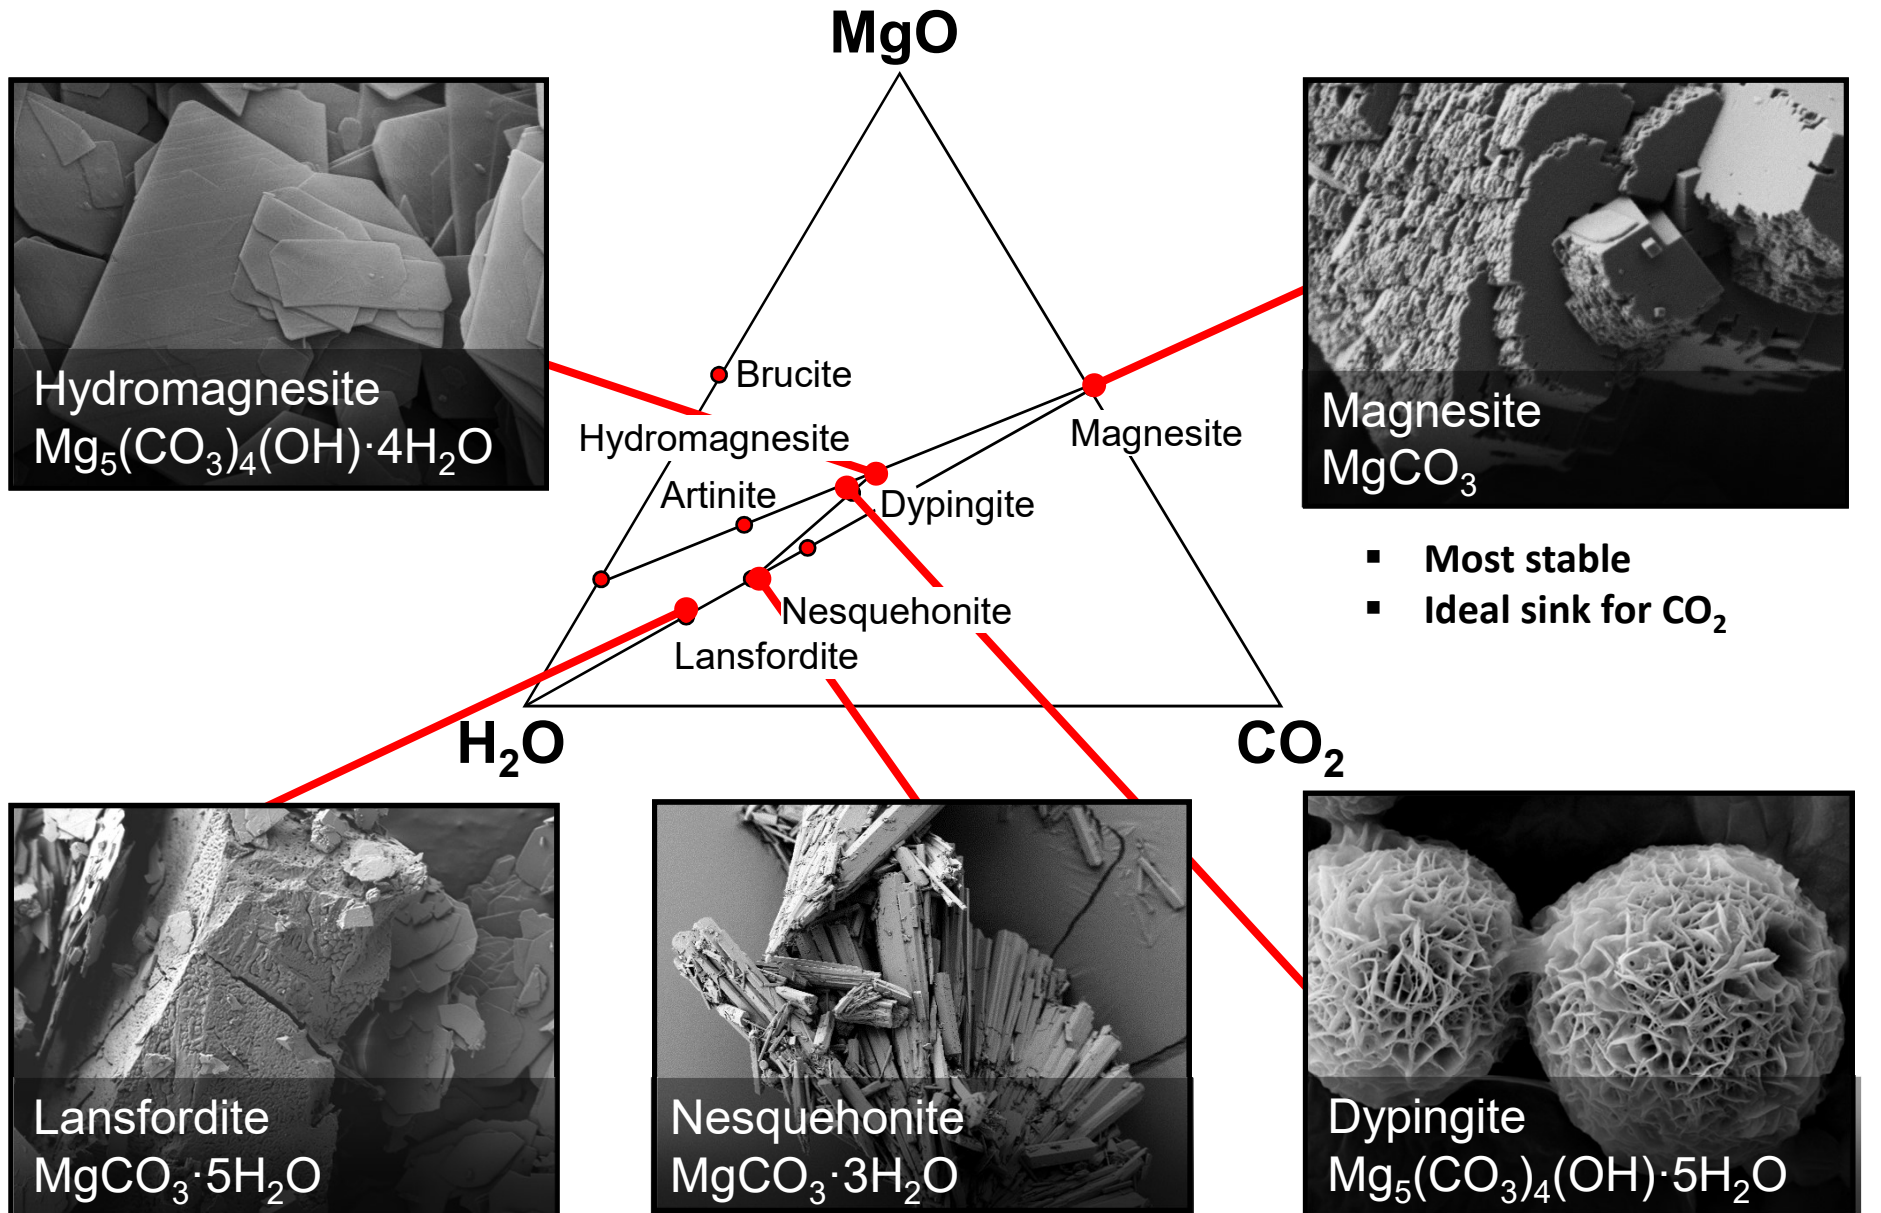 MgO
Hydromagnesite
Mg₅(CO₃)₄(OH)·4H₂O
Magnesite
MgCO₃
▪ Most stable
▪ Ideal sink for CO₂
Brucite
Hydromagnesite
Magnesite
Artinite
Dypingite
Nesquehonite
Lansfordite
H₂O
CO₂
Lansfordite
MgCO₃·5H₂O
Nesquehonite
MgCO₃·3H₂O
Dypingite
Mg₅(CO₃)₄(OH)·5H₂O